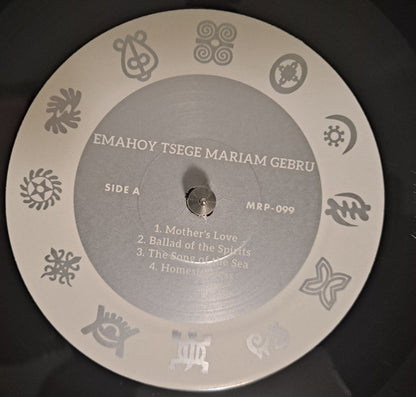 EMAHOY TSEGE MARIAM GEBRU
SIDE A
MRP-099
1. Mother's Love
2. Ballad of the Spirits
3. The Song of the Sea
4. Homesickness